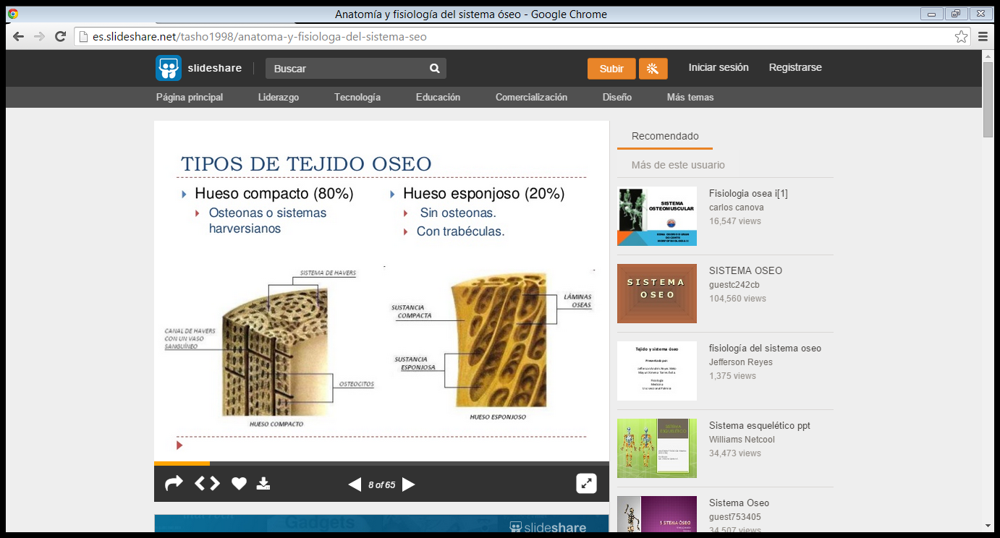 Anatomía y fisiología del sistema óseo - Google Chrome
es.slideshare.net/tasho1998/anatoma-y-fisiologa-del-sistema-seo
slideshare
Buscar
Subir
Iniciar sesión
Registrarse
Página principal
Liderazgo
Tecnología
Educación
Comercialización
Diseño
Más temas
TIPOS DE TEJIDO OSEO
Hueso compacto (80%)
Osteonas o sistemas
harversianos
Hueso esponjoso (20%)
Sin osteonas.
Con trabéculas.
SISTEMA DE HAVERS
CANAL DE HAVERS
CON UN VASO
SANGUÍNEO
OSTEOCITOS
HUESO COMPACTO
LÁMINAS
OSEAS
SUSTANCIA
COMPACTA
SUSTANCIA
ESPONJOSA
HUESO ESPONJOSO
8 of 65
Gadgets
slideshare
Recomendado
Más de este usuario
SISTEMA
OSTEOMUSCULAR
Fisiologia osea i[1]
carlos canova
16,547 views
SISTEMA
OSEO
SISTEMA OSEO
guestc242cb
104,560 views
Tejido y sistema óseo
Presentado por:
fisiología del sistema oseo
Jefferson Reyes
1,375 views
SISTEMA
ESQUELÉTICO
Sistema esquelético ppt
Williams Netcool
34,473 views
SISTEMA ÓSEO
Sistema Oseo
guest753405
34,507 views